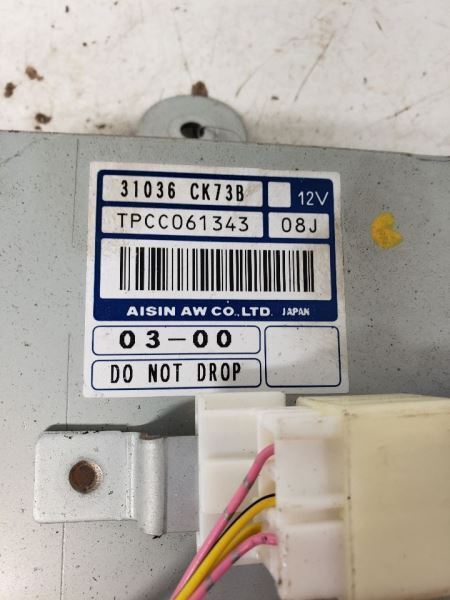 31036 CK73B 12V
TPCC061343 08J
AISIN AW CO.,LTD. JAPAN
03-00
DO NOT DROP